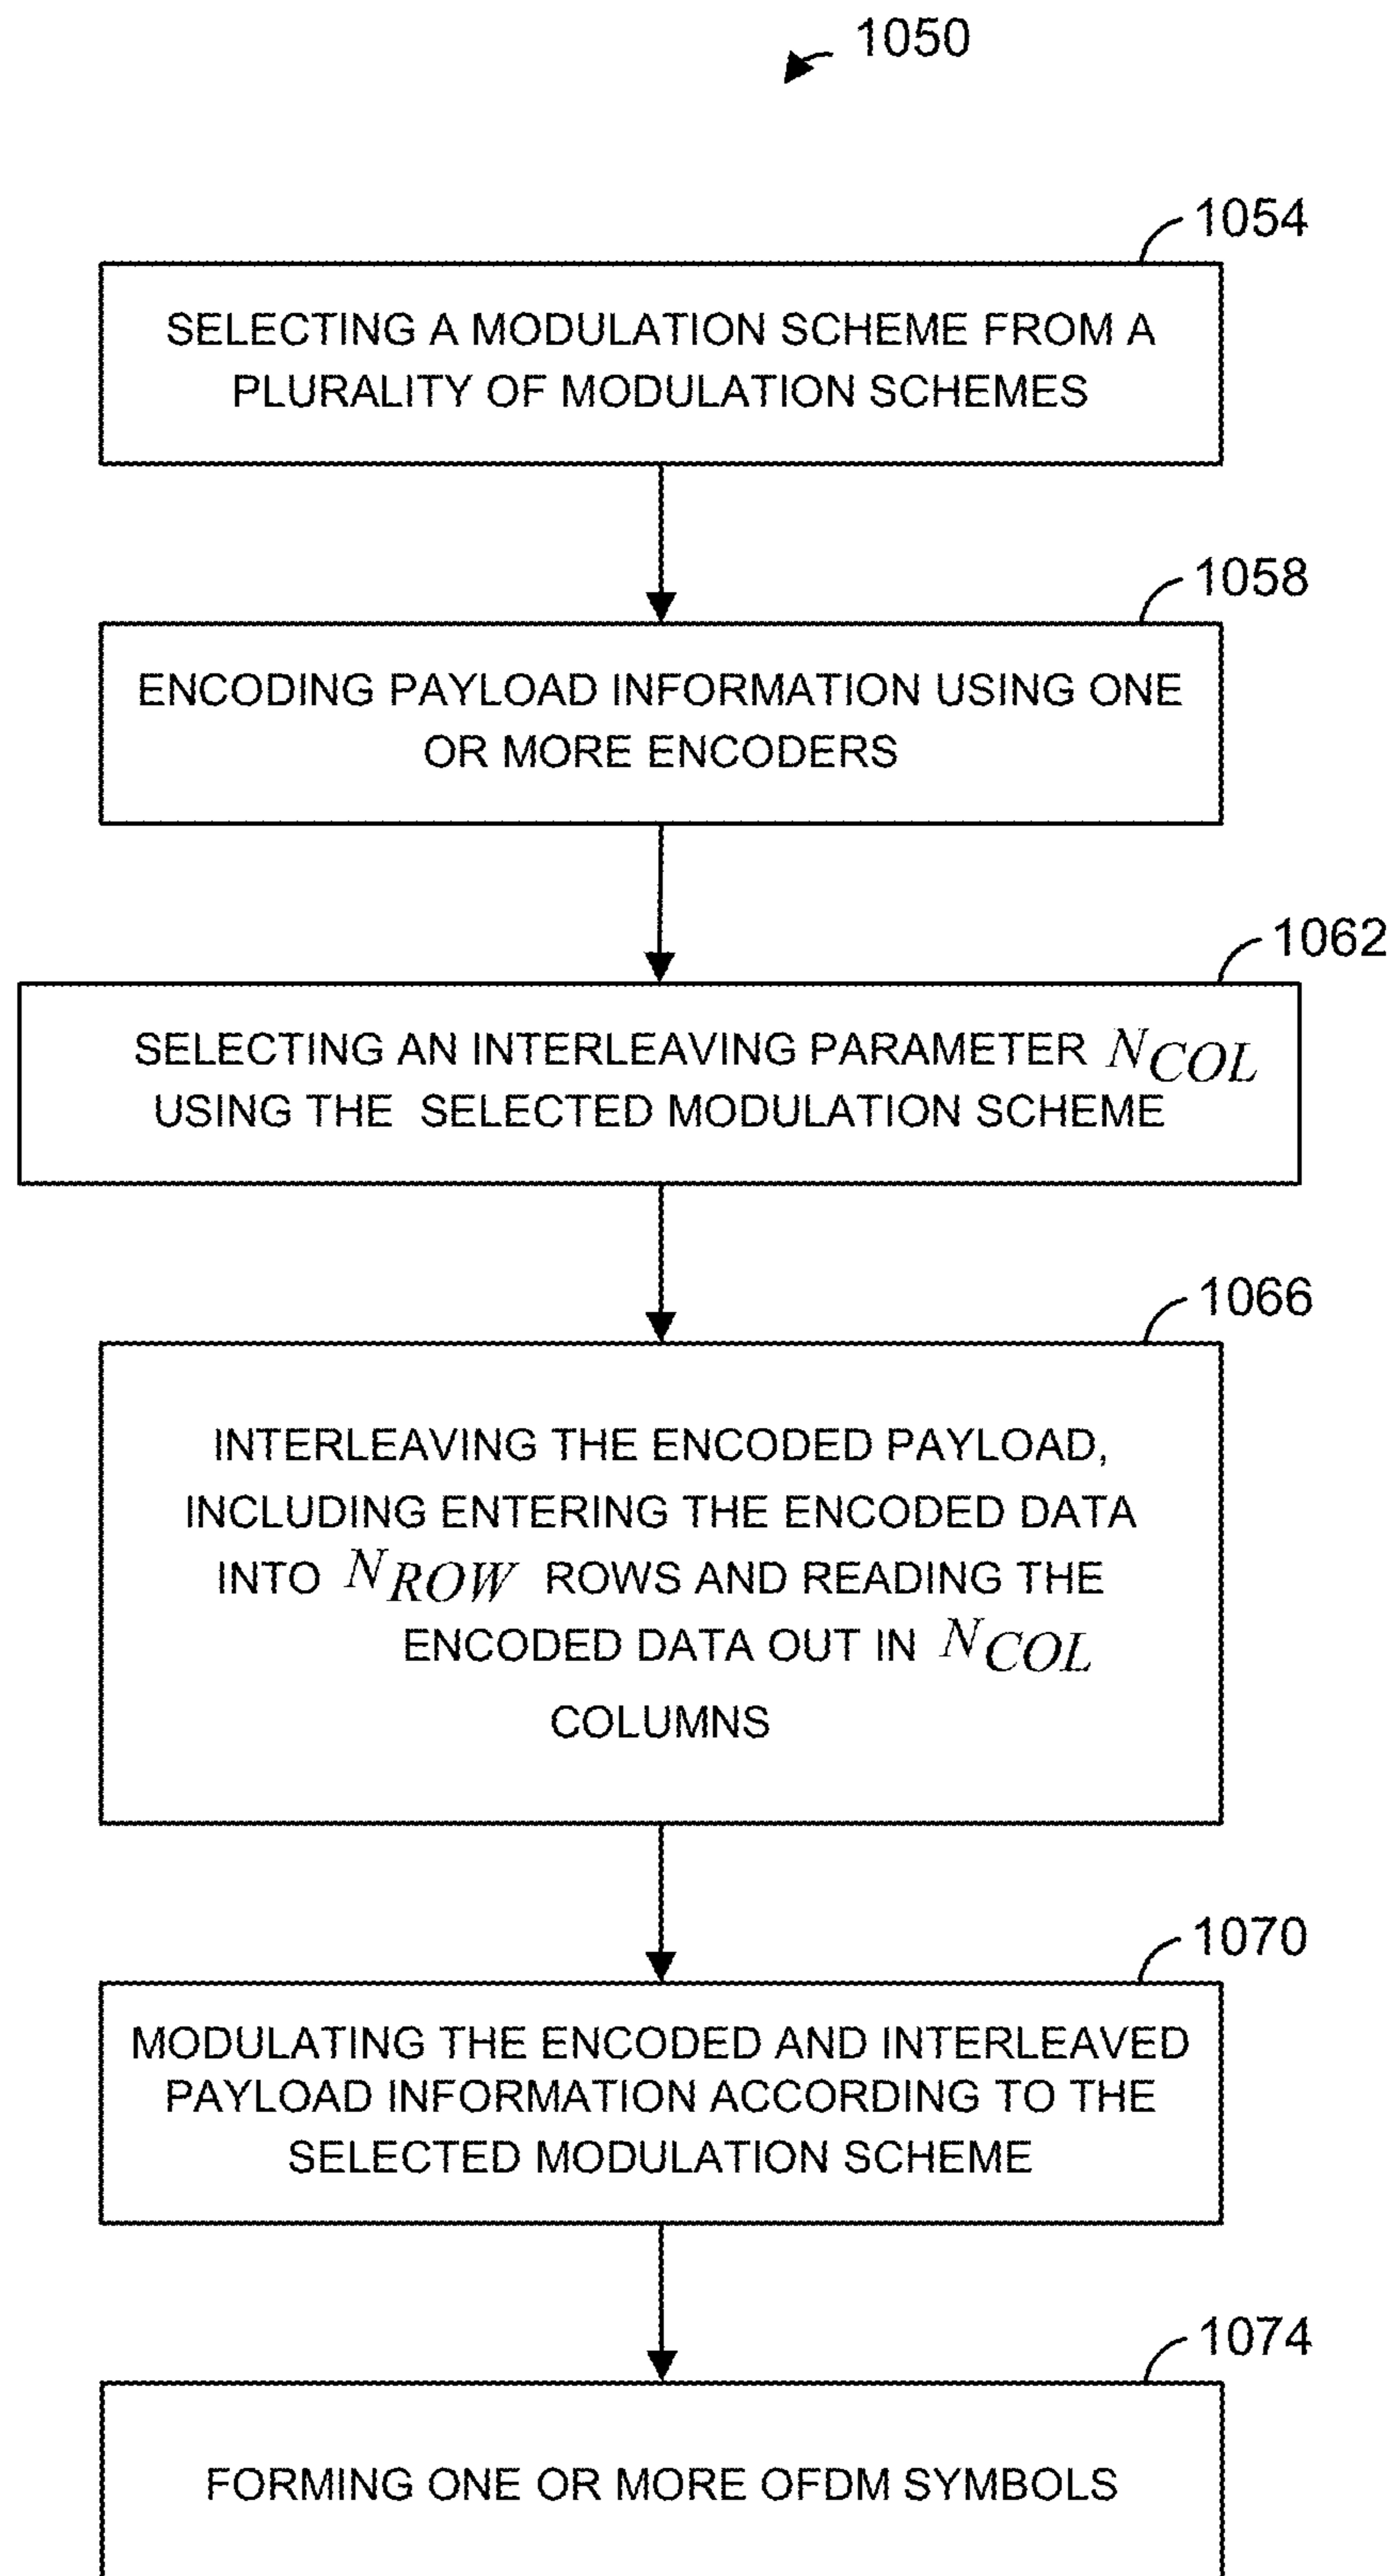 1050
1054
SELECTING A MODULATION SCHEME FROM A
PLURALITY OF MODULATION SCHEMES
1058
ENCODING PAYLOAD INFORMATION USING ONE
OR MORE ENCODERS
1062
SELECTING AN INTERLEAVING PARAMETER N_COL
USING THE SELECTED MODULATION SCHEME
1066
INTERLEAVING THE ENCODED PAYLOAD,
INCLUDING ENTERING THE ENCODED DATA
INTO N_ROW ROWS AND READING THE
ENCODED DATA OUT IN N_COL
COLUMNS
1070
MODULATING THE ENCODED AND INTERLEAVED
PAYLOAD INFORMATION ACCORDING TO THE
SELECTED MODULATION SCHEME
1074
FORMING ONE OR MORE OFDM SYMBOLS